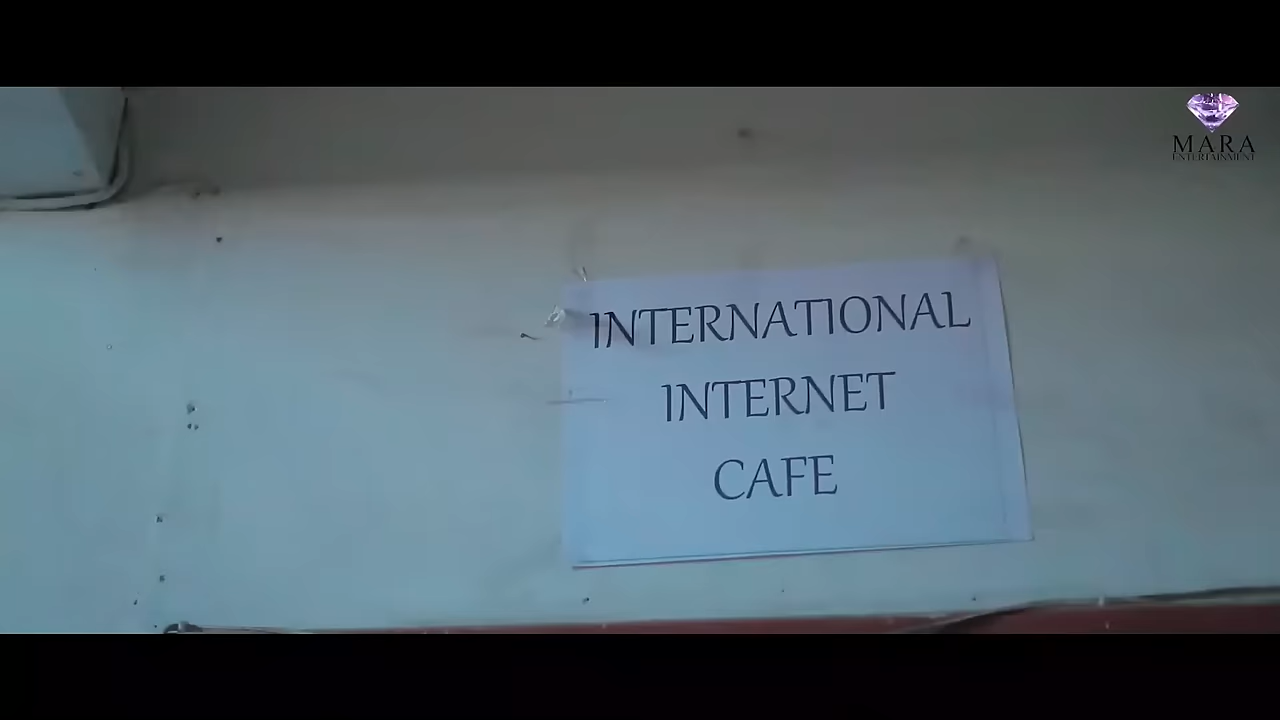 MARA
ENTERTAINMENT
INTERNATIONAL
INTERNET
CAFE